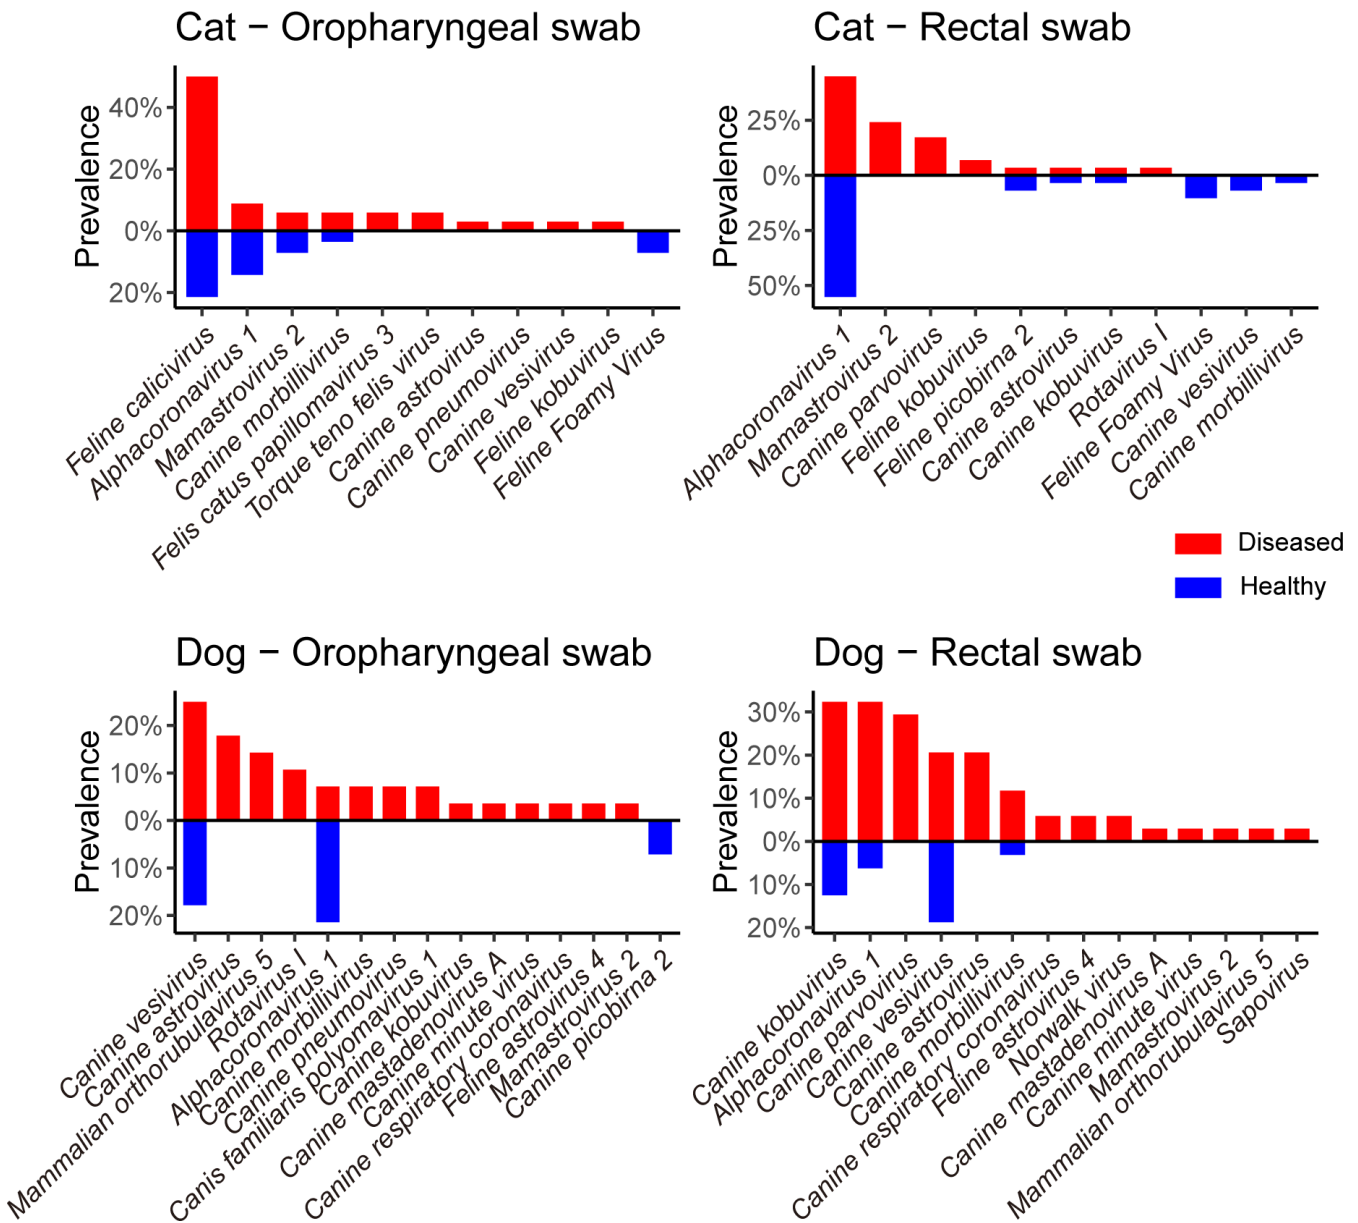 Cat − Oropharyngeal swab
Prevalence
40%
20%
0%
20%
Feline calicivirus
Alphacoronavirus 1
Mamastrovirus 2
Canine morbillivirus
Felis catus papillomavirus 3
Torque teno felis virus
Canine astrovirus
Canine pneumovirus
Canine vesivirus
Feline kobuvirus
Feline Foamy Virus
Cat − Rectal swab
Prevalence
25%
0%
25%
50%
Alphacoronavirus 1
Mamastrovirus 2
Canine parvovirus
Feline kobuvirus
Feline picobirna 2
Canine astrovirus
Canine kobuvirus
Rotavirus I
Feline Foamy Virus
Canine vesivirus
Canine morbillivirus
Diseased
Healthy
Dog − Oropharyngeal swab
Prevalence
20%
10%
0%
10%
20%
Canine vesivirus
Canine astrovirus
Mammalian orthorubulavirus 5
Rotavirus I
Alphacoronavirus 1
Canine morbillivirus
Canine pneumovirus
Canis familiaris polyomavirus 1
Canine kobuvirus
Canine mastadenovirus A
Canine minute virus
Canine respiratory coronavirus
Feline astrovirus 4
Mamastrovirus 2
Canine picobirna 2
Dog − Rectal swab
Prevalence
30%
20%
10%
0%
10%
20%
Canine kobuvirus
Alphacoronavirus 1
Canine parvovirus
Canine vesivirus
Canine astrovirus
Canine morbillivirus
Canine respiratory coronavirus
Feline astrovirus 4
Norwalk virus
Canine mastadenovirus A
Canine minute virus
Mamastrovirus 2
Mammalian orthorubulavirus 5
Sapovirus